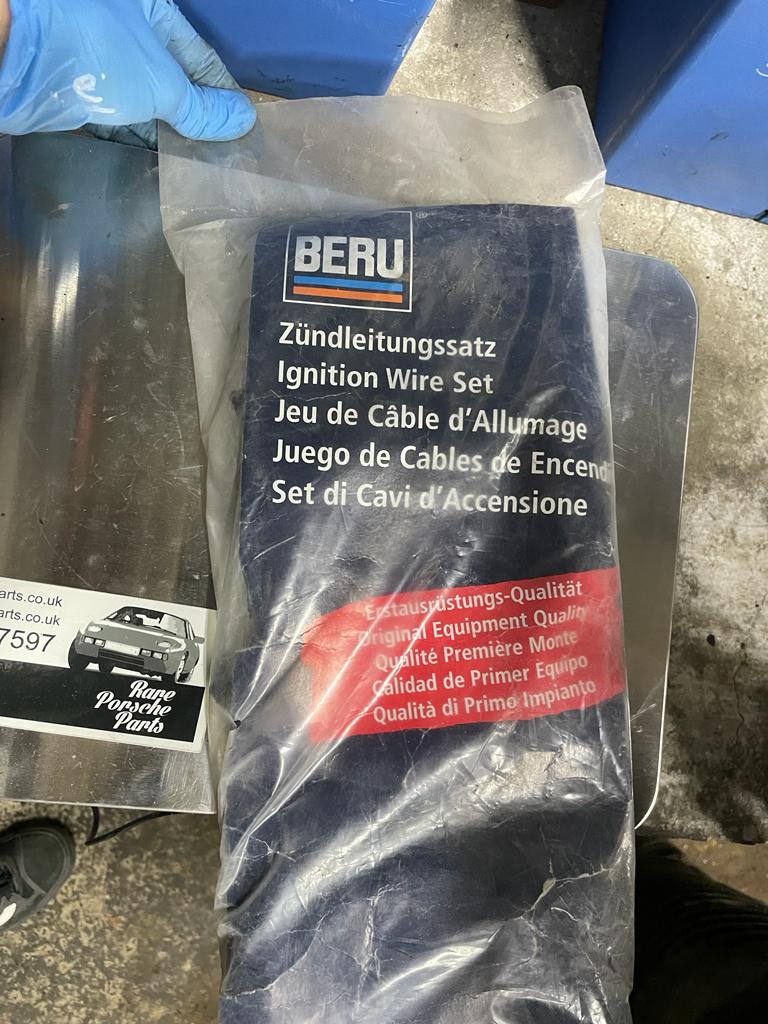 BERU
Zündleitungssatz
Ignition Wire Set
Jeu de Câble d'Allumage
Juego de Cables de Encendi
Set di Cavi d'Accensione
Erstausrüstungs-Qualität
Original Equipment Quality
Qualité Première Monte
Calidad de Primer Equipo
Qualità di Primo Impianto
arts.co.uk
arts.co.uk
7597
Rare
Porsche
Parts